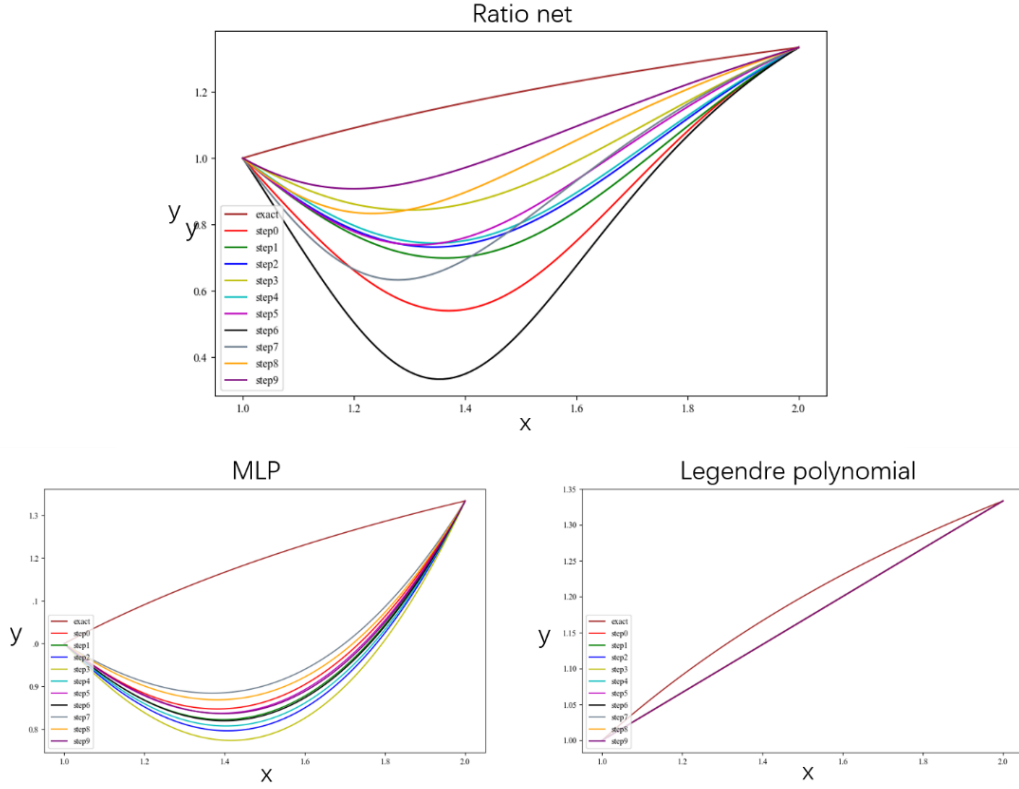 Ratio net
1.2
1.0
y
y
0.8
0.6
0.4
exact
step0
step1
step2
step3
step4
step5
step6
step7
step8
step9
1.0 1.2 1.4 1.6 1.8 2.0
x
MLP
1.3
1.2
.1
.0
0.9
0.8
y
exact
step0
step1
step2
step3
step4
step5
step6
step7
step8
step9
1.0 1.2 1.4 1.6 1.8 2.0
x
Legendre polynomial
1.35
1.30
1.25
1.20
1.15
1.10
1.05
1.00
y
exact
step0
step1
step2
step3
step4
step5
step6
step7
step8
step9
1.0 1.2 1.4 1.6 1.8 2.0
x